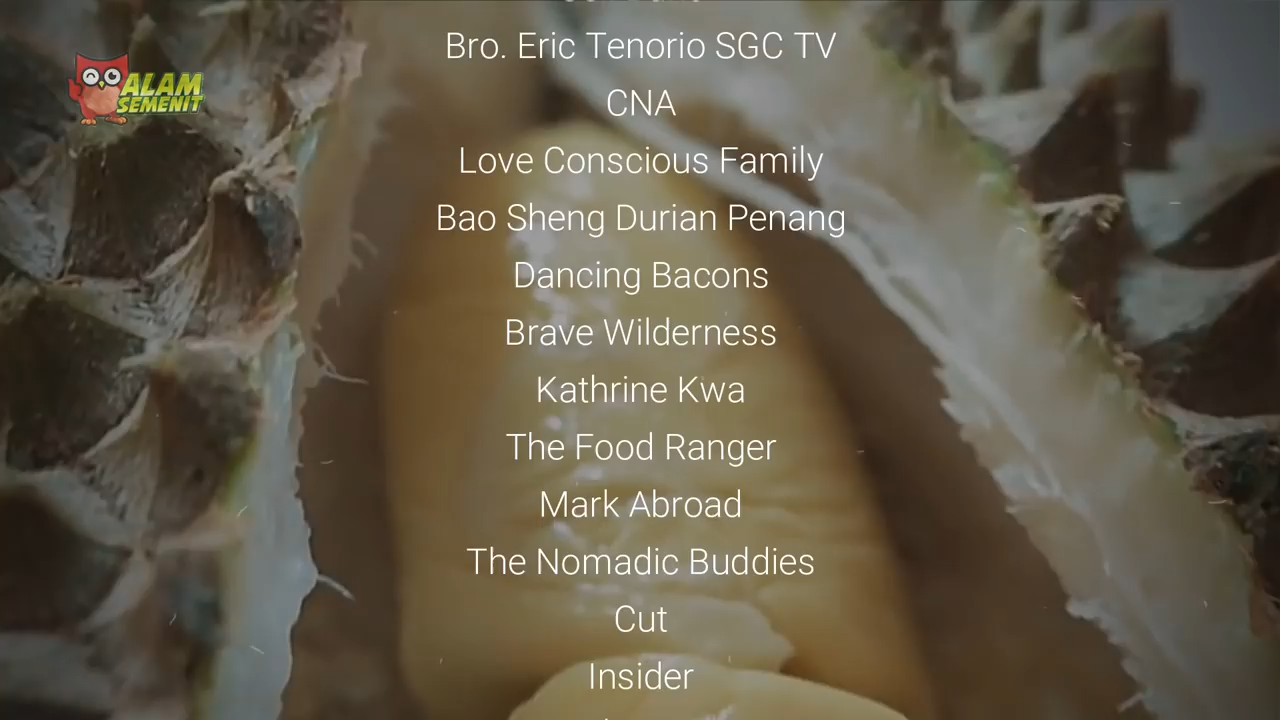 Bro. Eric Tenorio SGC TV
ALAM
SEMENIT
CNA
Love Conscious Family
Bao Sheng Durian Penang
Dancing Bacons
Brave Wilderness
Kathrine Kwa
The Food Ranger
Mark Abroad
The Nomadic Buddies
Cut
Insider